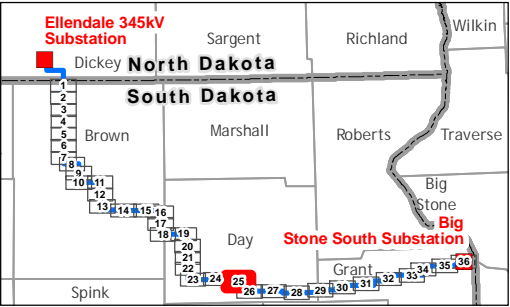 Ellendale 345kV
Substation
Sargent
Richland
Wilkin
Dickey
North Dakota
South Dakota
Brown
Marshall
Roberts
Traverse
Big
Stone
Big
Stone South Substation
Day
Grant
Spink
1
2
3
4
5
6
7
8
9
10
11
12
13
14
15
16
17
18
19
20
21
22
23
24
25
26
27
28
29
30
31
32
33
34
35
36